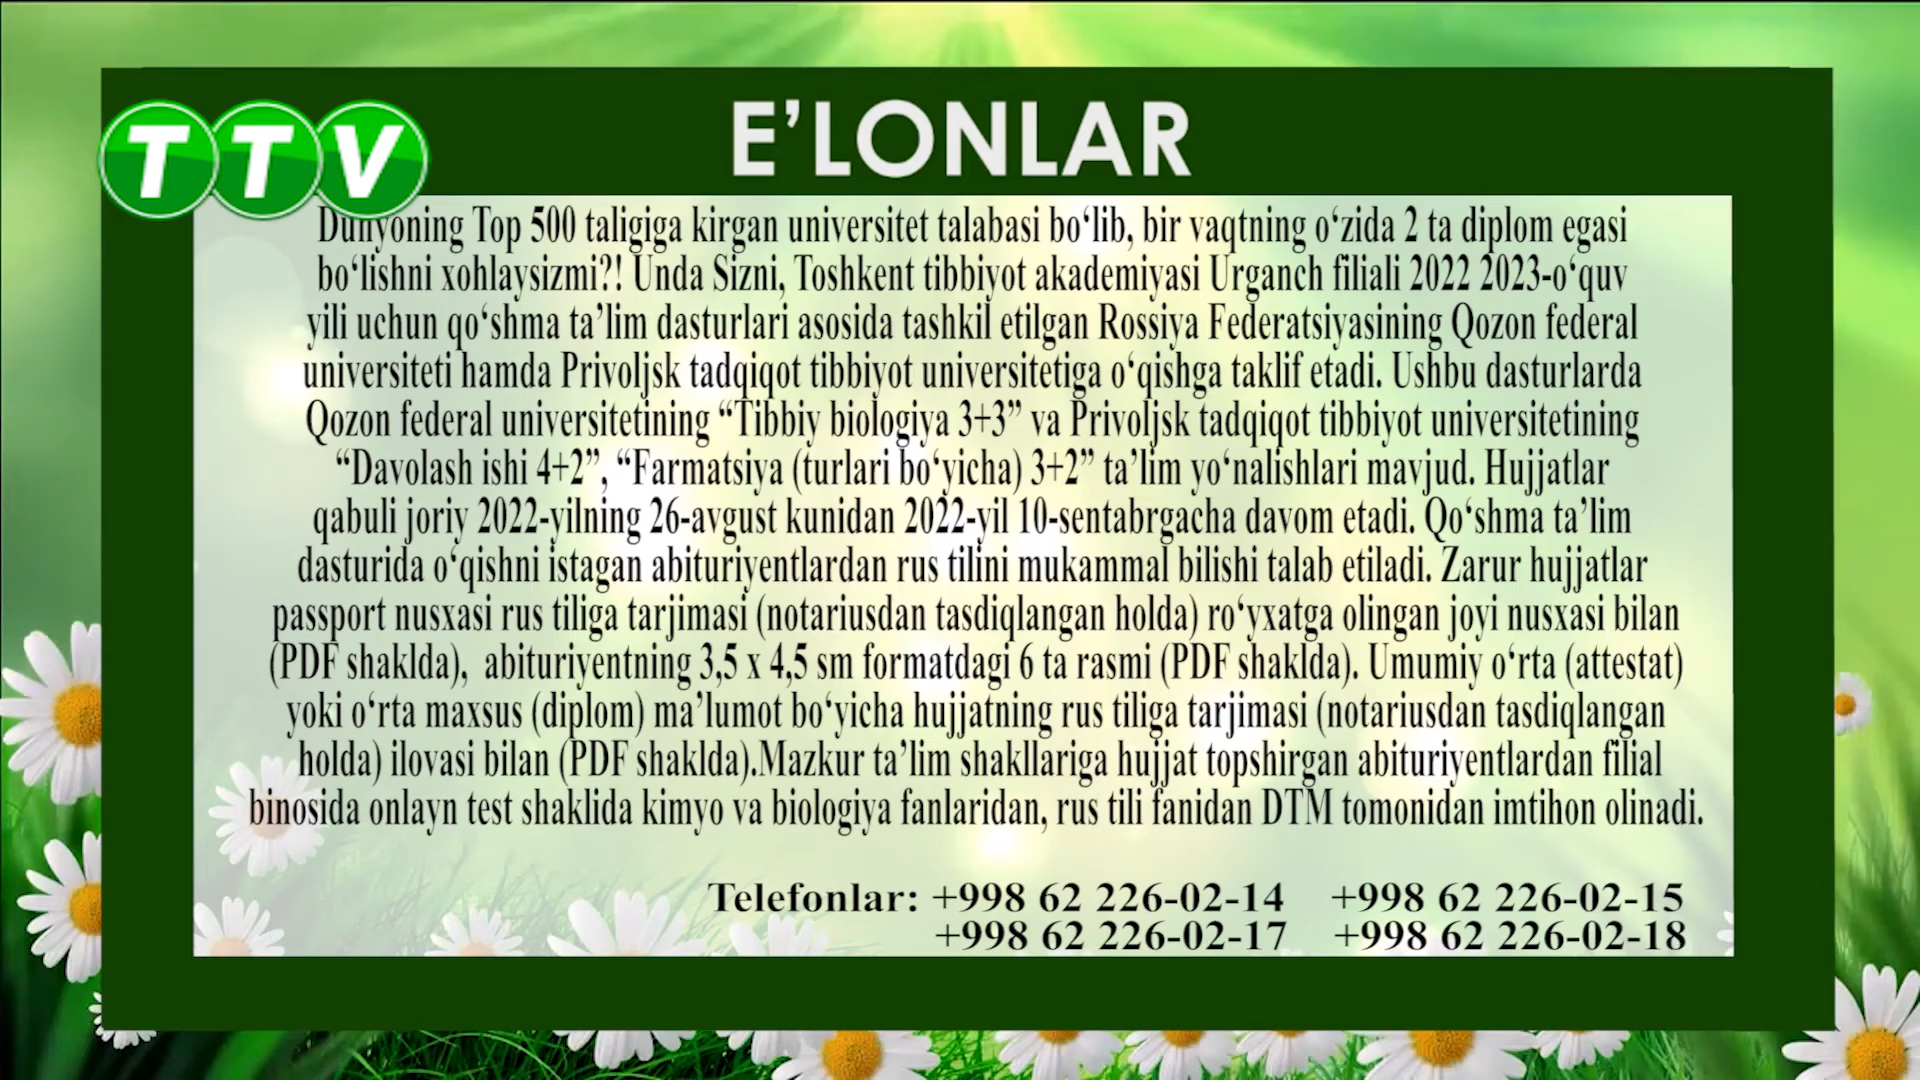 TTV
E’LONLAR
Dunyoning Top 500 taligiga kirgan universitet talabasi bo‘lib, bir vaqtning o‘zida 2 ta diplom egasi
bo‘lishni xohlaysizmi?! Unda Sizni, Toshkent tibbiyot akademiyasi Urganch filiali 2022 2023-o‘quv
yili uchun qo‘shma ta’lim dasturlari asosida tashkil etilgan Rossiya Federatsiyasining Qozon federal
universiteti hamda Privoljsk tadqiqot tibbiyot universitetiga o‘qishga taklif etadi. Ushbu dasturlarda
Qozon federal universitetining “Tibbiy biologiya 3+3” va Privoljsk tadqiqot tibbiyot universitetining
“Davolash ishi 4+2”, “Farmatsiya (turlari bo‘yicha) 3+2” ta’lim yo‘nalishlari mavjud. Hujjatlar
qabuli joriy 2022-yilning 26-avgust kunidan 2022-yil 10-sentabrgacha davom etadi. Qo‘shma ta’lim
dasturida o‘qishni istagan abituriyentlardan rus tilini mukammal bilishi talab etiladi. Zarur hujjatlar
passport nusxasi rus tiliga tarjimasi (notariusdan tasdiqlangan holda) ro‘yxatga olingan joyi nusxasi bilan
(PDF shaklda),  abituriyentning 3,5 x 4,5 sm formatdagi 6 ta rasmi (PDF shaklda). Umumiy o‘rta (attestat)
yoki o‘rta maxsus (diplom) ma’lumot bo‘yicha hujjatning rus tiliga tarjimasi (notariusdan tasdiqlangan
holda) ilovasi bilan (PDF shaklda).Mazkur ta’lim shakllariga hujjat topshirgan abituriyentlardan filial
binosida onlayn test shaklida kimyo va biologiya fanlaridan, rus tili fanidan DTM tomonidan imtihon olinadi.
Telefonlar: +998 62 226-02-14 +998 62 226-02-15
+998 62 226-02-17 +998 62 226-02-18